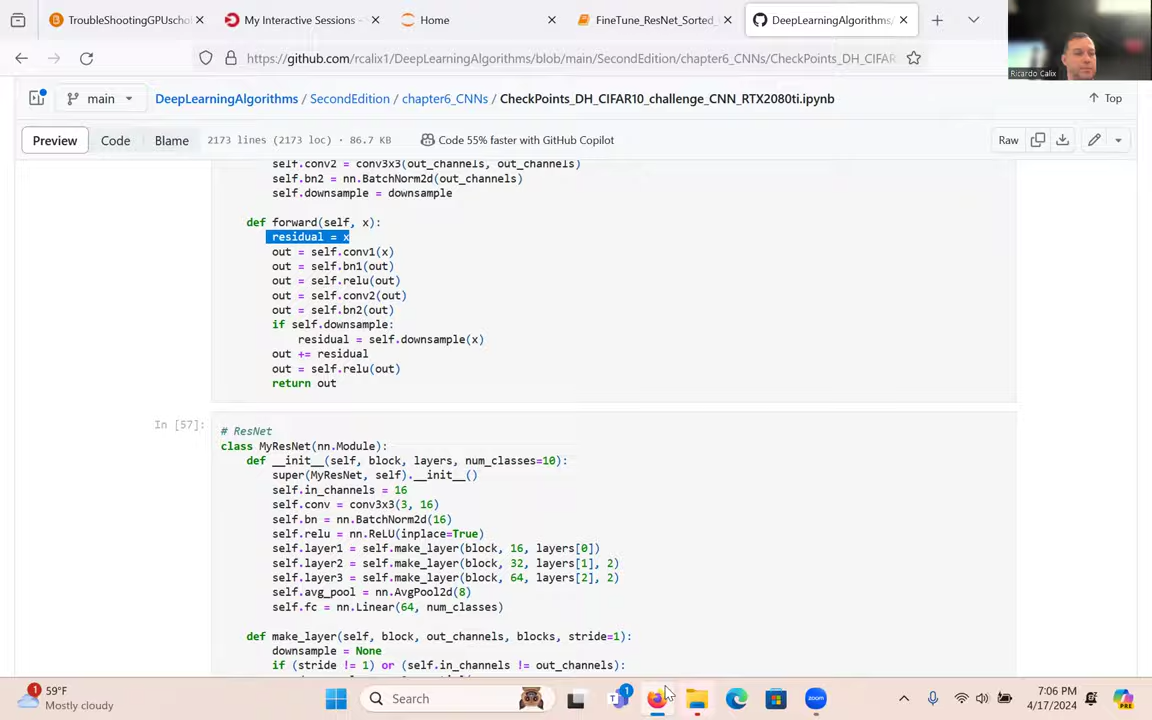 TroubleShootingGPUschol
My Interactive Sessions -
Home
FineTune_ResNet_Sorted_
DeepLearningAlgorithms/
https://github.com/rcalix1/DeepLearningAlgorithms/blob/main/SecondEdition/chapter6_CNNs/CheckPoints_DH_CIFAR
Ricardo Calix
main
DeepLearningAlgorithms / SecondEdition / chapter6_CNNs / CheckPoints_DH_CIFAR10_challenge_CNN_RTX2080ti.ipynb
Top
Preview
Code
Blame
2173 lines (2173 loc) · 86.7 KB
Code 55% faster with GitHub Copilot
Raw
self.conv2 = conv3x3(out_channels, out_channels)
self.bn2 = nn.BatchNorm2d(out_channels)
self.downsample = downsample
def forward(self, x):
residual = x
out = self.conv1(x)
out = self.bn1(out)
out = self.relu(out)
out = self.conv2(out)
out = self.bn2(out)
if self.downsample:
residual = self.downsample(x)
out += residual
out = self.relu(out)
return out
In [57]:
# ResNet
class MyResNet(nn.Module):
def __init__(self, block, layers, num_classes=10):
super(MyResNet, self).__init__()
self.in_channels = 16
self.conv = conv3x3(3, 16)
self.bn = nn.BatchNorm2d(16)
self.relu = nn.ReLU(inplace=True)
self.layer1 = self.make_layer(block, 16, layers[0])
self.layer2 = self.make_layer(block, 32, layers[1], 2)
self.layer3 = self.make_layer(block, 64, layers[2], 2)
self.avg_pool = nn.AvgPool2d(8)
self.fc = nn.Linear(64, num_classes)
def make_layer(self, block, out_channels, blocks, stride=1):
downsample = None
if (stride != 1) or (self.in_channels != out_channels):
1
59°F
Mostly cloudy
Search
1
zoom
7:06 PM
4/17/2024
PRE